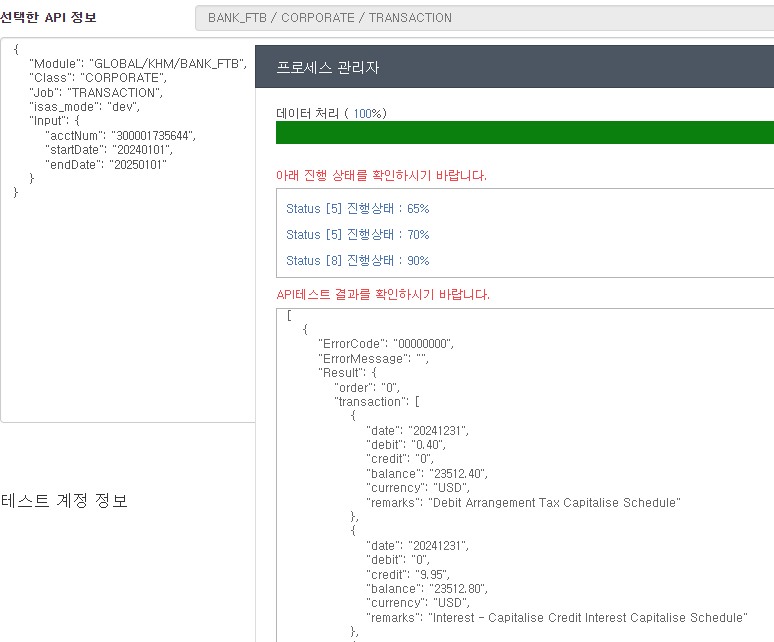 선택한 API 정보
BANK_FTB / CORPORATE / TRANSACTION
{
"Module": "GLOBAL/KHM/BANK_FTB",
"Class": "CORPORATE",
"Job": "TRANSACTION",
"isas_mode": "dev",
"Input": {
"acctNum": "300001735644",
"startDate": "20240101",
"endDate": "20250101"
}
}
테스트 계정 정보
프로세스 관리자
데이터 처리 ( 100%)
아래 진행 상태를 확인하시기 바랍니다.
Status [5] 진행상태 : 65%
Status [5] 진행상태 : 70%
Status [8] 진행상태 : 90%
API테스트 결과를 확인하시기 바랍니다.
[
{
"ErrorCode": "00000000",
"ErrorMessage": "",
"Result": {
"order": "0",
"transaction": [
{
"date": "20241231",
"debit": "0.40",
"credit": "0",
"balance": "23512.40",
"currency": "USD",
"remarks": "Debit Arrangement Tax Capitalise Schedule"
},
{
"date": "20241231",
"debit": "0",
"credit": "9.95",
"balance": "23512.80",
"currency": "USD",
"remarks": "Interest - Capitalise Credit Interest Capitalise Schedule"
},